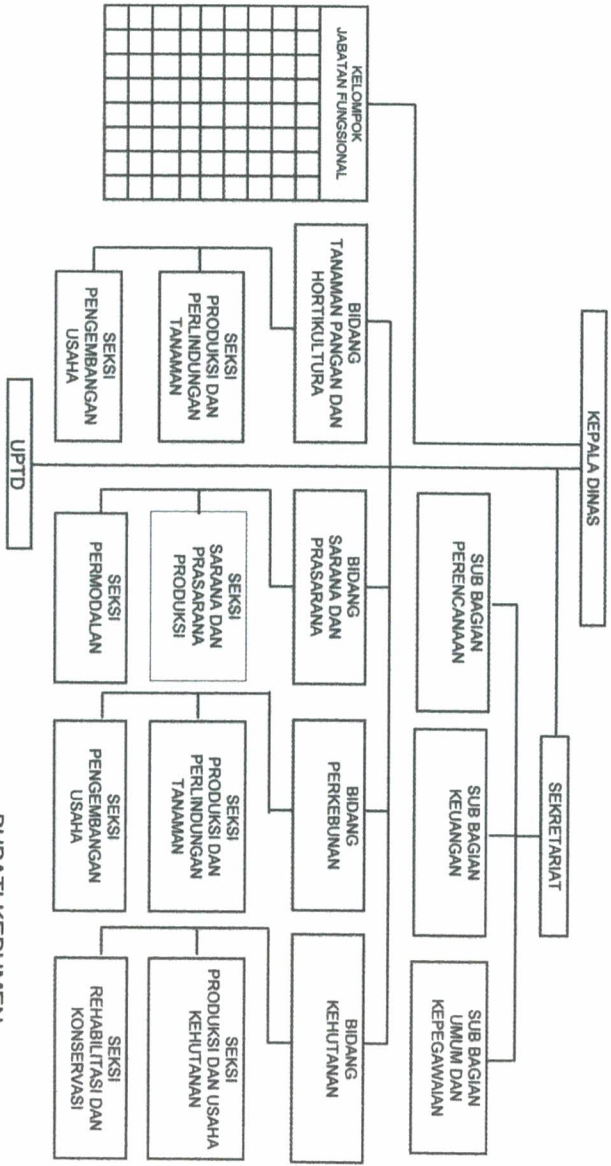 KEPALA DINAS
SEKRETARIAT
SUB BAGIAN
PERENCANAAN
SUB BAGIAN
KEUANGAN
SUB BAGIAN
UMUM DAN
KEPEGAWAIAN
KELOMPOK
JABATAN FUNGSIONAL
BIDANG
TANAMAN PANGAN DAN
HORTIKULTURA
SEKSI
PRODUKSI DAN
PERLINDUNGAN
TANAMAN
SEKSI
PENGEMBANGAN
USAHA
BIDANG
SARANA DAN
PRASARANA
SEKSI
SARANA DAN
PRASARANA
PRODUKSI
SEKSI
PERMODALAN
BIDANG
PERKEBUNAN
SEKSI
PRODUKSI DAN
PERLINDUNGAN
TANAMAN
SEKSI
PENGEMBANGAN
USAHA
BIDANG
KEHUTANAN
SEKSI
PRODUKSI DAN USAHA
KEHUTANAN
SEKSI
REHABILITASI DAN
KONSERVASI
UPTD
BUPATI KEBUMEN